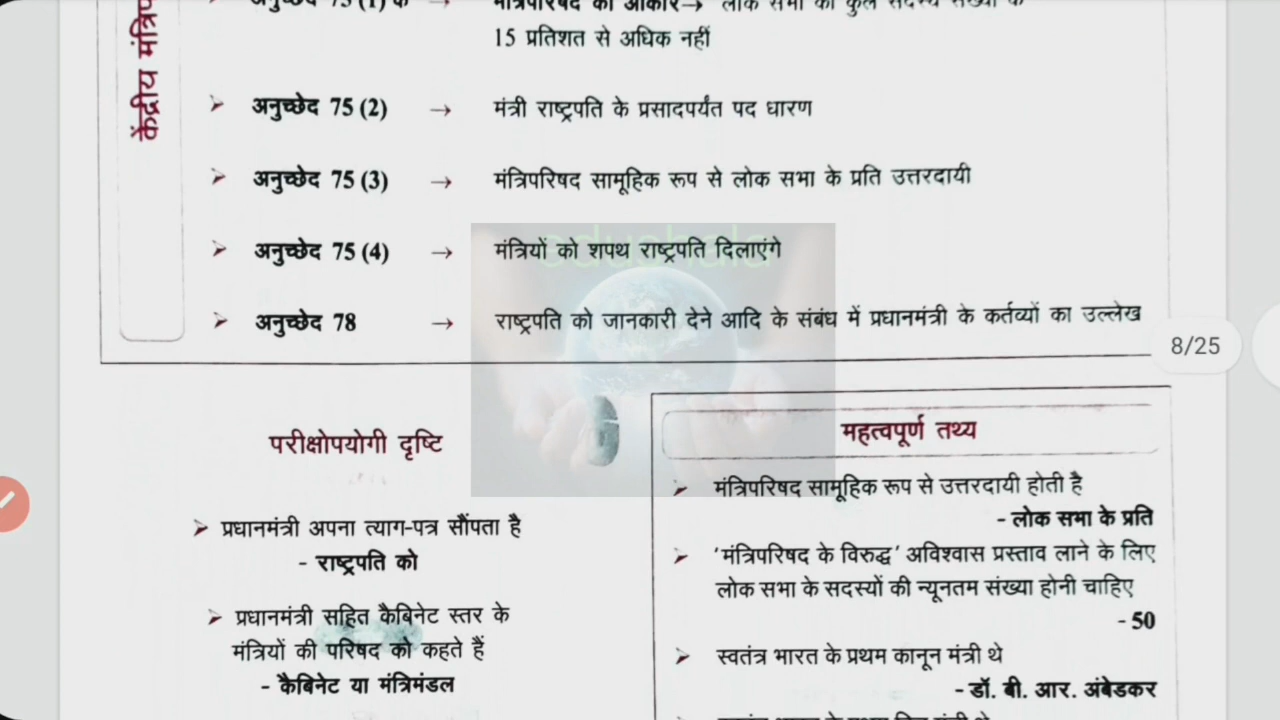 केंद्रीय
15 प्रतिशत से अधिक नहीं
➢ अनुच्छेद 75 (2) → मंत्री राष्ट्रपति के प्रसादपर्यंत पद धारण
➢ अनुच्छेद 75 (3) → मंत्रिपरिषद सामूहिक रूप से लोक सभा के प्रति उत्तरदायी
➢ अनुच्छेद 75 (4) → मंत्रियों को शपथ राष्ट्रपति दिलाएंगे
➢ अनुच्छेद 78 → राष्ट्रपति को जानकारी देने आदि के संबंध में प्रधानमंत्री के कर्तव्यों का उल्लेख
8/25
परीक्षोपयोगी दृष्टि
➢ प्रधानमंत्री अपना त्याग-पत्र सौंपता है
- राष्ट्रपति को
➢ प्रधानमंत्री सहित कैबिनेट स्तर के
मंत्रियों की परिषद को कहते हैं
- कैबिनेट या मंत्रिमंडल
महत्वपूर्ण तथ्य
➢ मंत्रिपरिषद सामूहिक रूप से उत्तरदायी होती है
- लोक सभा के प्रति
➢ 'मंत्रिपरिषद के विरुद्ध' अविश्वास प्रस्ताव लाने के लिए
लोक सभा के सदस्यों की न्यूनतम संख्या होनी चाहिए
- 50
➢ स्वतंत्र भारत के प्रथम कानून मंत्री थे
- डॉ. बी. आर. अंबेडकर